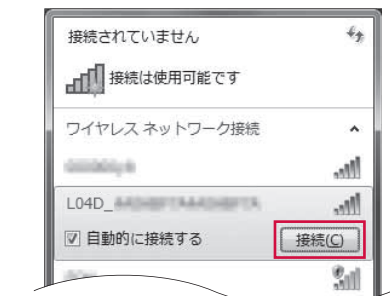 接続されていません
接続は使用可能です
ワイヤレス ネットワーク接続
L04D_
自動的に接続する
接続(C)